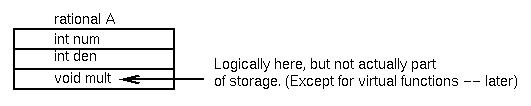 rational A
int num
int den
void mult
Logically here, but not actually part
of storage. (Except for virtual functions -- later)